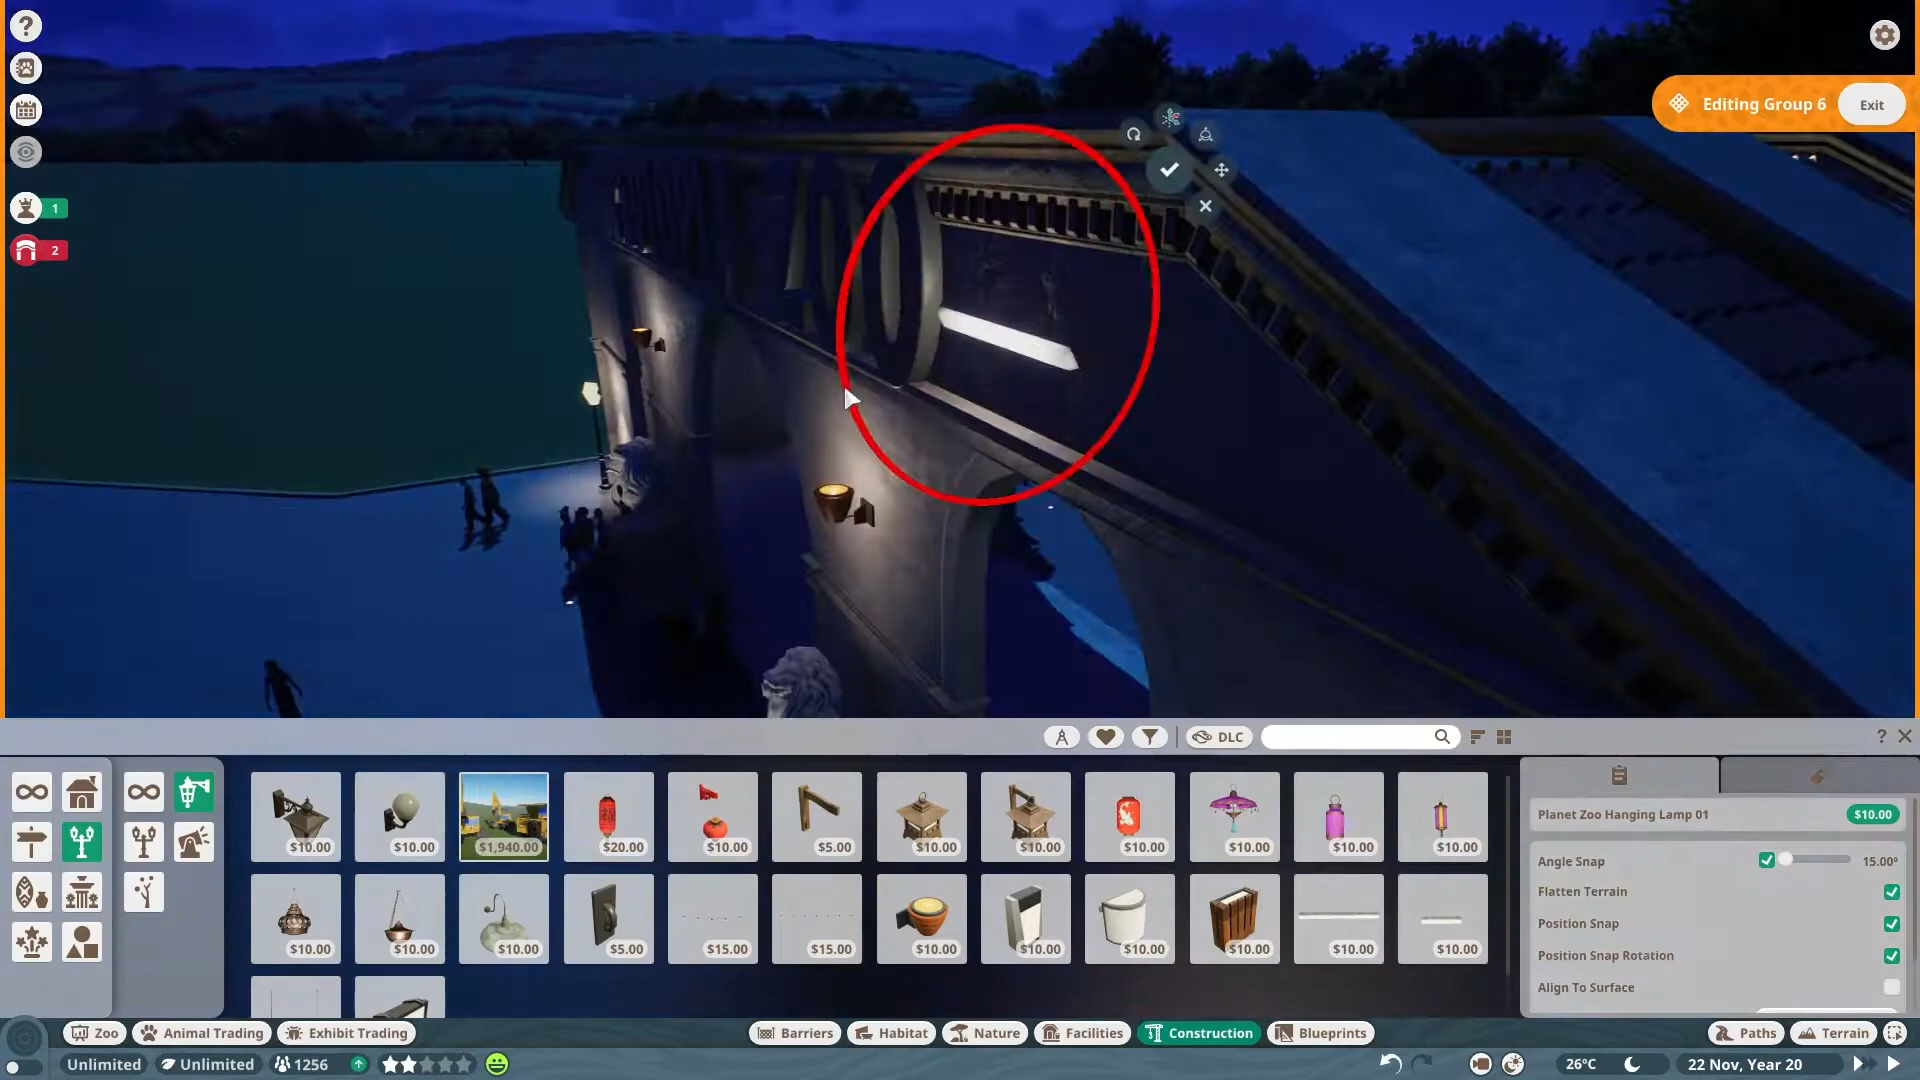 Editing Group 6
Exit
1
2
DLC
?
$10.00 $10.00 $1,940.00 $20.00 $10.00 $5.00 $10.00 $10.00 $10.00 $10.00 $10.00 $10.00
$10.00 $10.00 $10.00 $5.00 $15.00 $15.00 $10.00 $10.00 $10.00 $10.00 $10.00 $10.00
Planet Zoo Hanging Lamp 01 $10.00
Angle Snap 15.00°
Flatten Terrain
Position Snap
Position Snap Rotation
Align To Surface
Zoo Animal Trading Exhibit Trading Barriers Habitat Nature Facilities Construction Blueprints Paths Terrain
Unlimited Unlimited 1256 26°C 22 Nov, Year 20